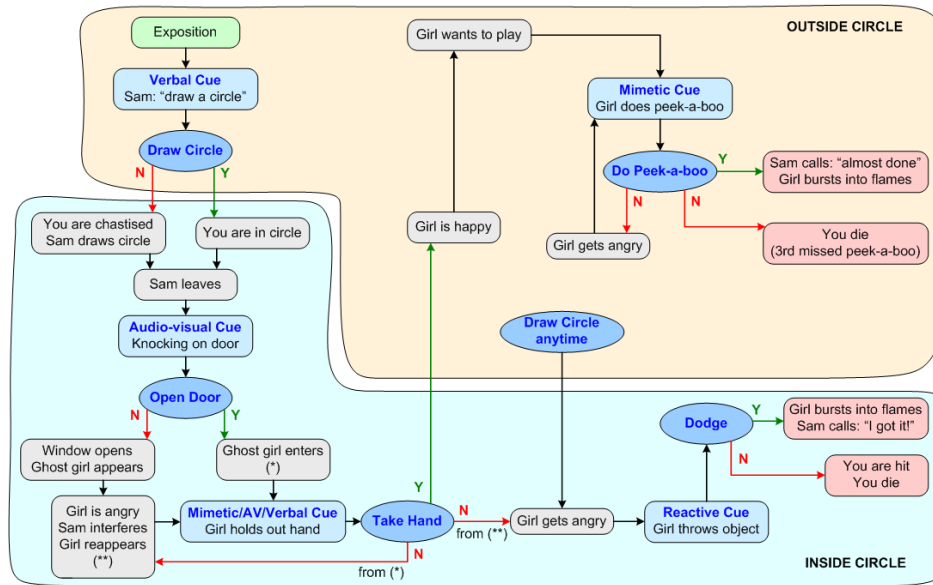 OUTSIDE CIRCLE
Exposition
Verbal Cue
Sam: “draw a circle”
Draw Circle
N
Y
You are chastised
Sam draws circle
You are in circle
Sam leaves
Audio-visual Cue
Knocking on door
Open Door
N
Y
Window opens
Ghost girl appears
Ghost girl enters
(*)
Girl is angry
Sam interferes
Girl reappears
(**)
Mimetic/AV/Verbal Cue
Girl holds out hand
Take Hand
Y
N
from (**)
N
from (*)
Girl is happy
Girl wants to play
Mimetic Cue
Girl does peek-a-boo
Do Peek-a-boo
Y
N
N
Girl gets angry
Sam calls: “almost done”
Girl bursts into flames
You die
(3rd missed peek-a-boo)
Draw Circle
anytime
Girl gets angry
Reactive Cue
Girl throws object
Dodge
Y
N
Girl bursts into flames
Sam calls: “I got it!”
You are hit
You die
INSIDE CIRCLE